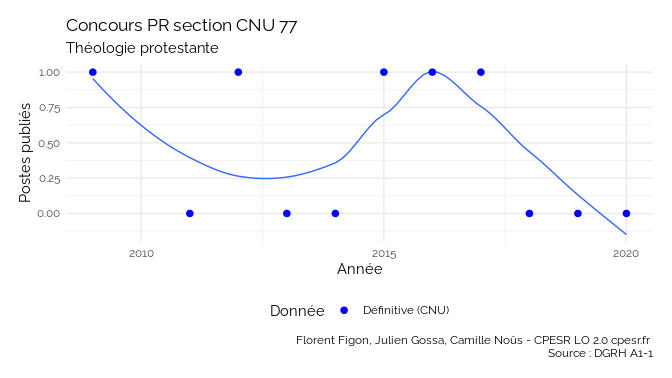 Concours PR section CNU 77
Théologie protestante
Postes publiés
1.00
0.75
0.50
0.25
0.00
2010
2015
2020
Année
Donnée
Définitive (CNU)
Florent Figon, Julien Gossa, Camille Noûs - CPESR LO 2.0 cpesr.fr
Source : DGRH A1-1